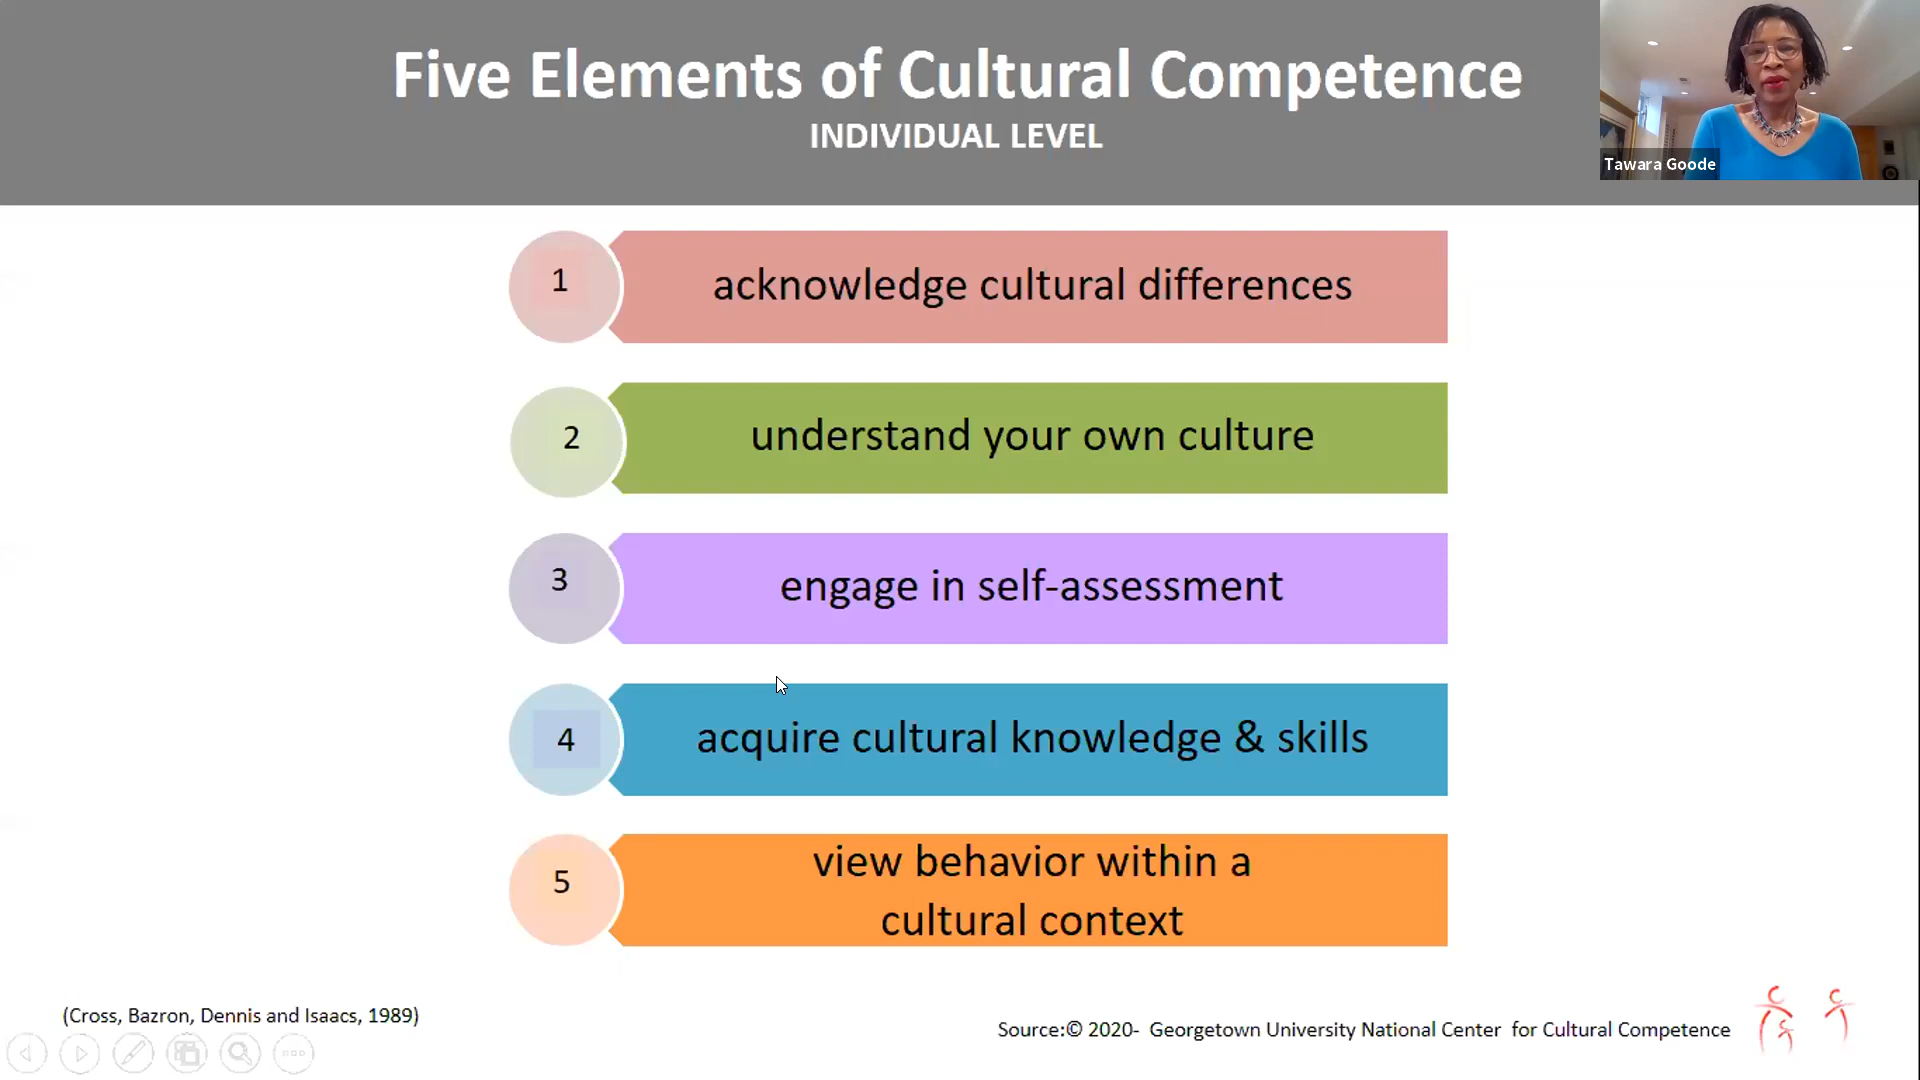 Five Elements of Cultural Competence
INDIVIDUAL LEVEL
Tawara Goode
1
acknowledge cultural differences
2
understand your own culture
3
engage in self-assessment
4
acquire cultural knowledge & skills
5
view behavior within a
cultural context
(Cross, Bazron, Dennis and Isaacs, 1989)
Source:© 2020- Georgetown University National Center for Cultural Competence